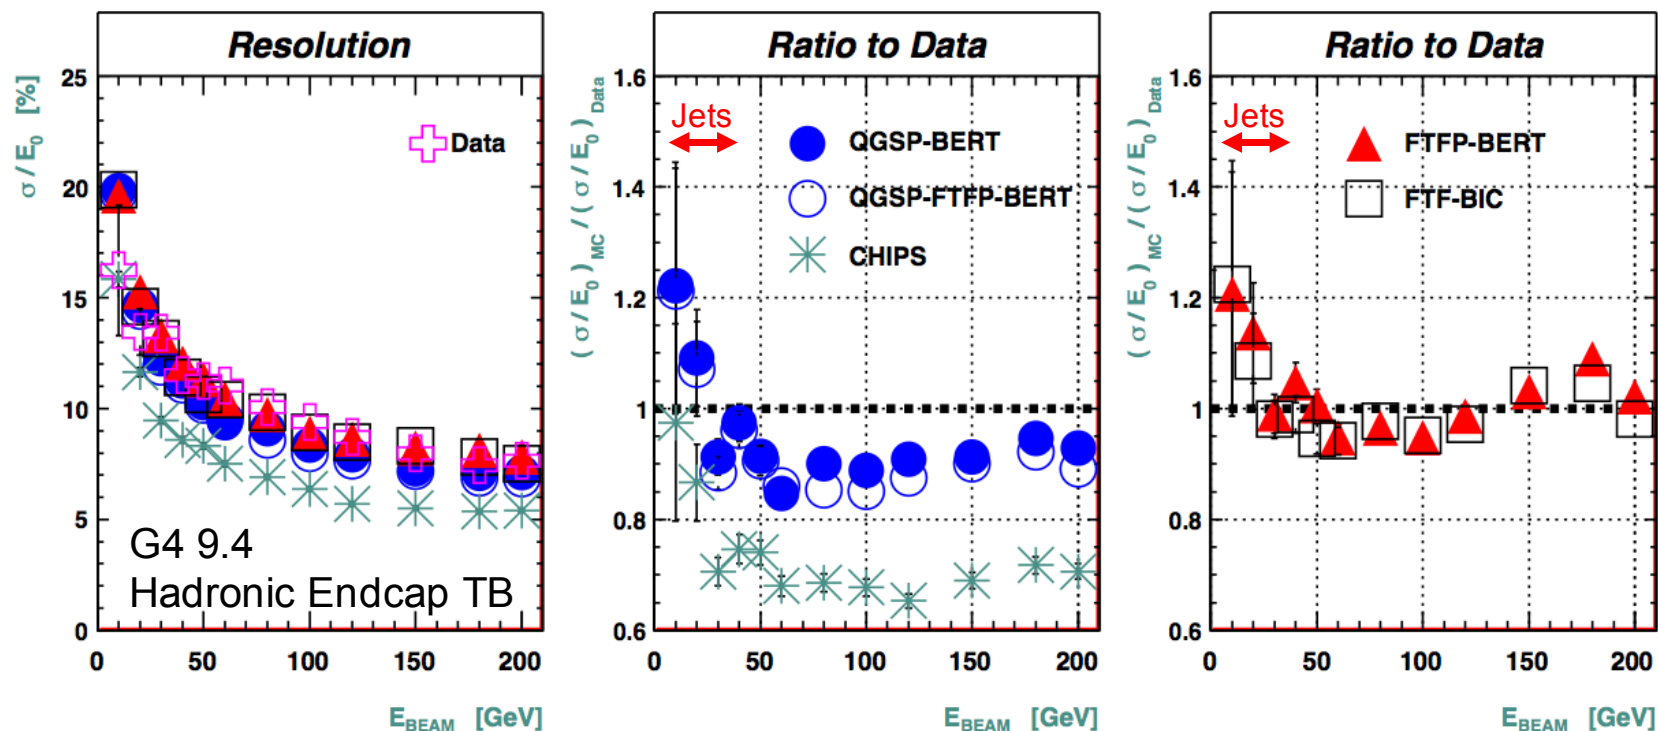 Resolution
σ / E0 [%]
25
20
15
10
5
0
Data
G4 9.4
Hadronic Endcap TB
0 50 100 150 200
EBEAM [GeV]
Ratio to Data
( σ / E0 )MC / ( σ / E0 )Data
1.6
1.4
1.2
1
0.8
0.6
Jets
QGSP-BERT
QGSP-FTFP-BERT
CHIPS
0 50 100 150 200
EBEAM [GeV]
Ratio to Data
( σ / E0 )MC / ( σ / E0 )Data
1.6
1.4
1.2
1
0.8
0.6
Jets
FTFP-BERT
FTF-BIC
0 50 100 150 200
EBEAM [GeV]